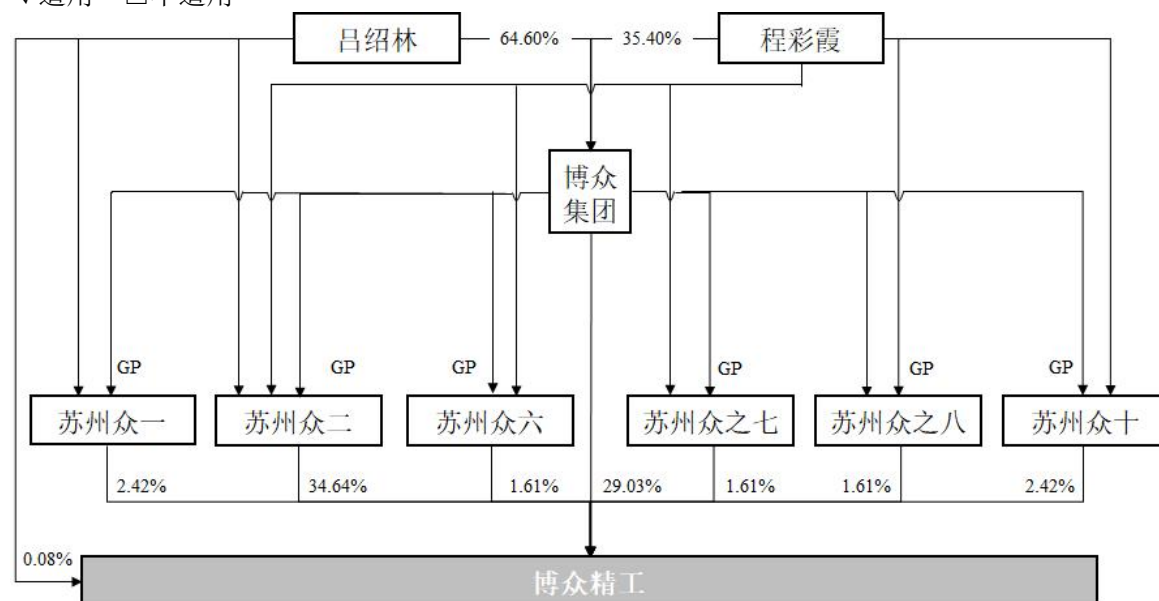 √适用 □不适用
吕绍林
64.60%
35.40%
程彩霞
博众
集团
GP
GP
GP
GP
GP
GP
苏州众一
苏州众二
苏州众六
苏州众之七
苏州众之八
苏州众十
2.42%
34.64%
1.61%
29.03%
1.61%
1.61%
2.42%
0.08%
博众精工